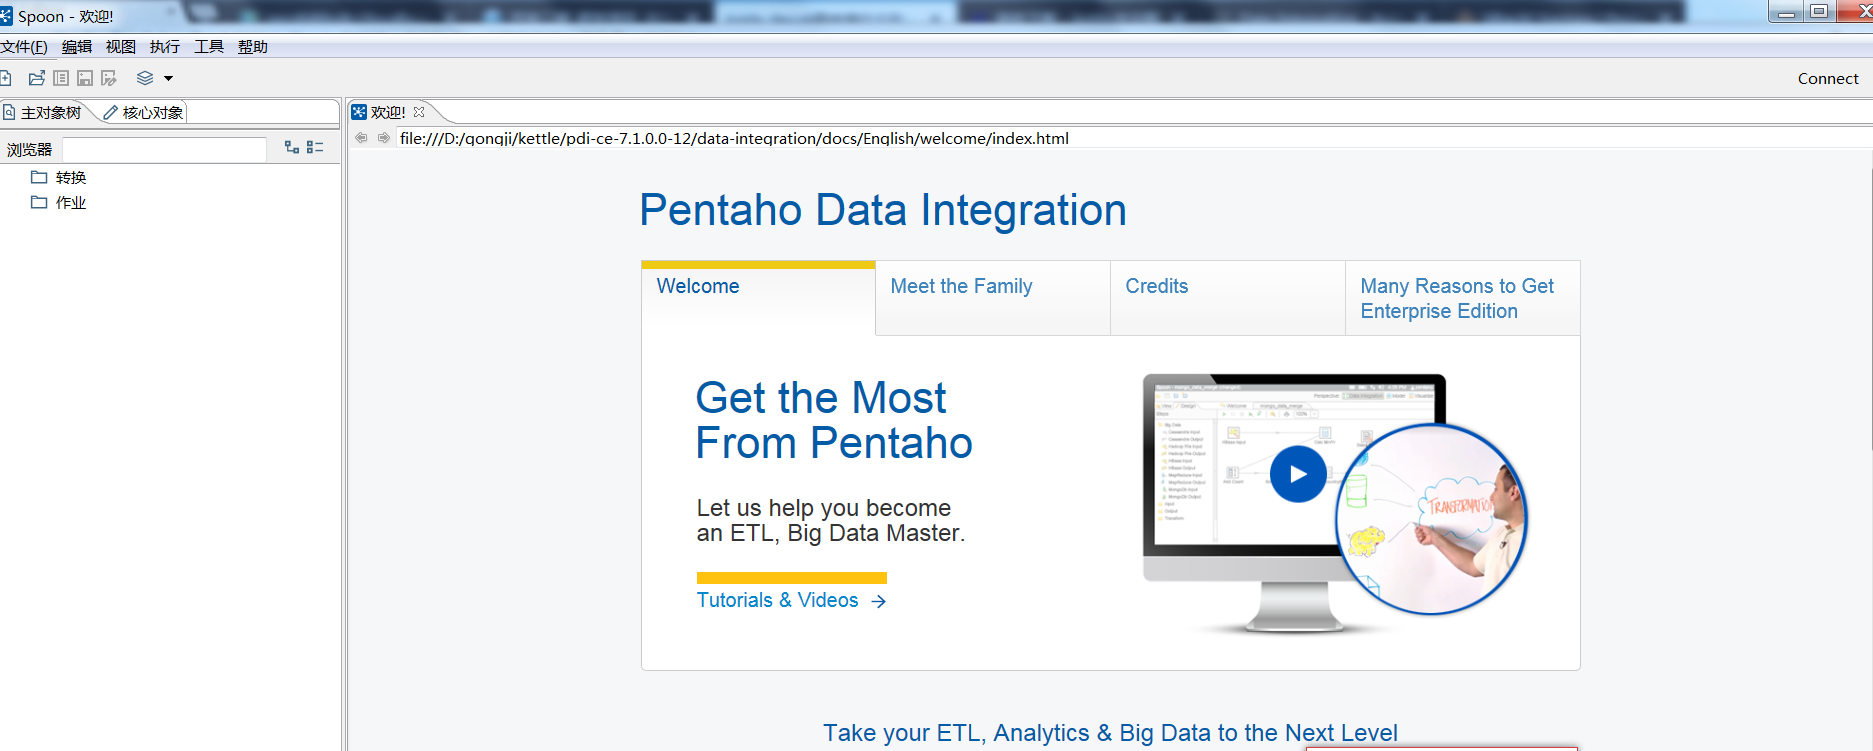 Spoon - 欢迎!
文件(F) 编辑 视图 执行 工具 帮助
Connect
主对象树 核心对象
欢迎!
浏览器
file:///D:/gongji/kettle/pdi-ce-7.1.0.0-12/data-integration/docs/English/welcome/index.html
转换
作业
Pentaho Data Integration
Welcome
Meet the Family
Credits
Many Reasons to Get
Enterprise Edition
Get the Most
From Pentaho
Let us help you become
an ETL, Big Data Master.
Tutorials & Videos
TRANSFORMATION
Take your ETL, Analytics & Big Data to the Next Level